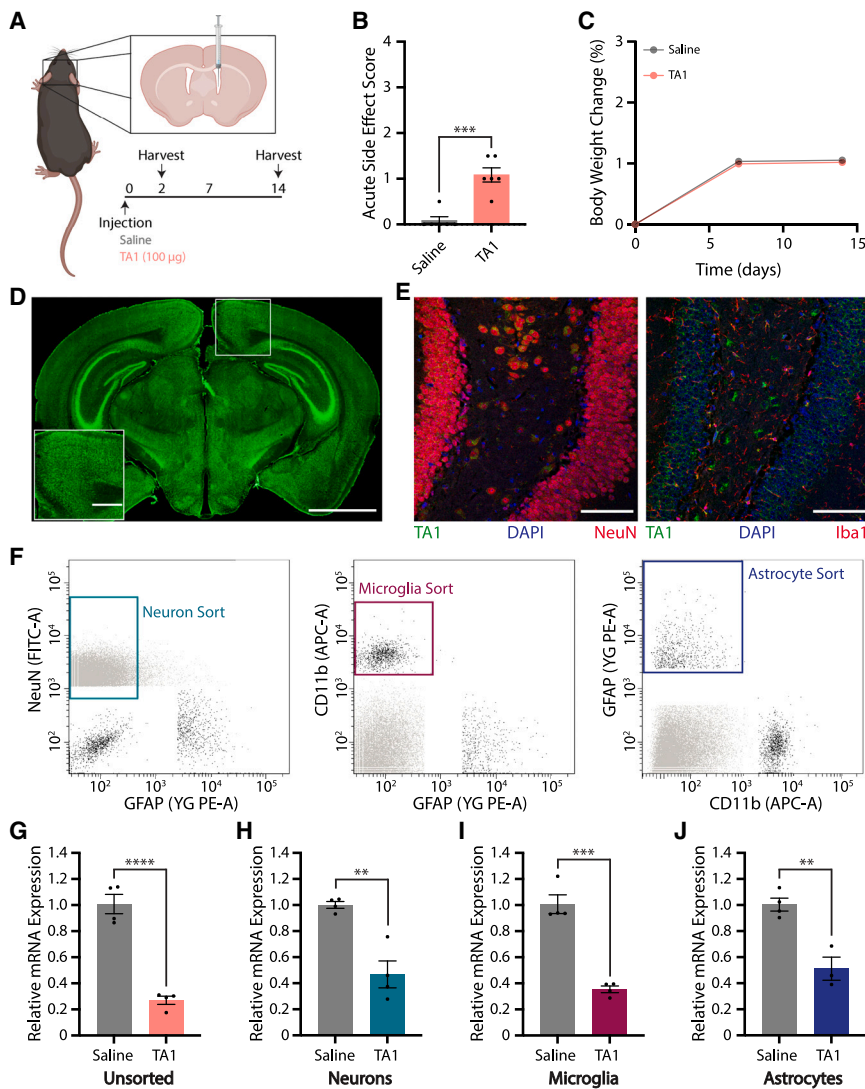 A
Harvest
Harvest
0 2 7 14
Injection
Saline
TA1 (100 μg)
B
Acute Side Effect Score
4
3
2
1
0
***
Saline
TA1
C
Body Weight Change (%)
3
2
1
0
Saline
TA1
0 5 10 15
Time (days)
D
E
TA1 DAPI NeuN
TA1 DAPI Iba1
F
NeuN (FITC-A)
10⁵
10⁴
10³
10²
Neuron Sort
10² 10³ 10⁴ 10⁵
GFAP (YG PE-A)
CD11b (APC-A)
10⁵
10⁴
10³
10²
Microglia Sort
10² 10³ 10⁴ 10⁵
GFAP (YG PE-A)
GFAP (YG PE-A)
10⁵
10⁴
10³
10²
Astrocyte Sort
10² 10³ 10⁴ 10⁵
CD11b (APC-A)
G
Relative mRNA Expression
1.4
1.2
1.0
0.8
0.6
0.4
0.2
0
****
Saline TA1
Unsorted
H
Relative mRNA Expression
1.4
1.2
1.0
0.8
0.6
0.4
0.2
0
**
Saline TA1
Neurons
I
Relative mRNA Expression
1.4
1.2
1.0
0.8
0.6
0.4
0.2
0
***
Saline TA1
Microglia
J
Relative mRNA Expression
1.4
1.2
1.0
0.8
0.6
0.4
0.2
0
**
Saline TA1
Astrocytes